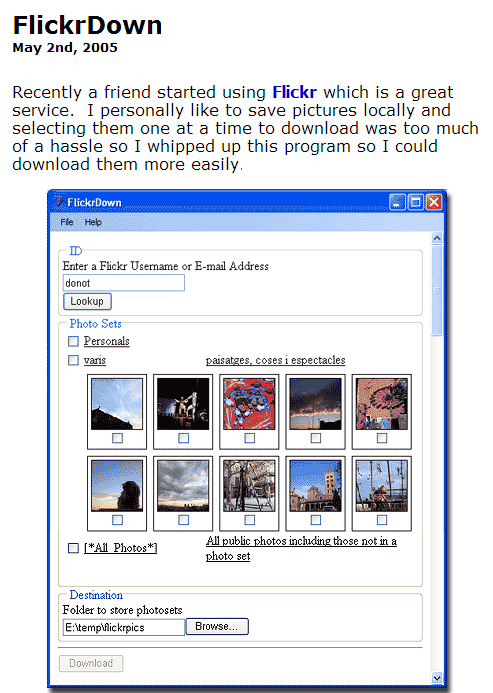 FlickrDown
May 2nd, 2005
Recently a friend started using Flickr which is a great
service.  I personally like to save pictures locally and
selecting them one at a time to download was too much
of a hassle so I whipped up this program so I could
download them more easily.
FlickrDown
File Help
ID
Enter a Flickr Username or E-mail Address
donot
Lookup
Photo Sets
Personals
varis paisatges, coses i espectacles
[*All Photos*] All public photos including those not in a
photo set
Destination
Folder to store photosets
E:\temp\flickrpics Browse...
Download